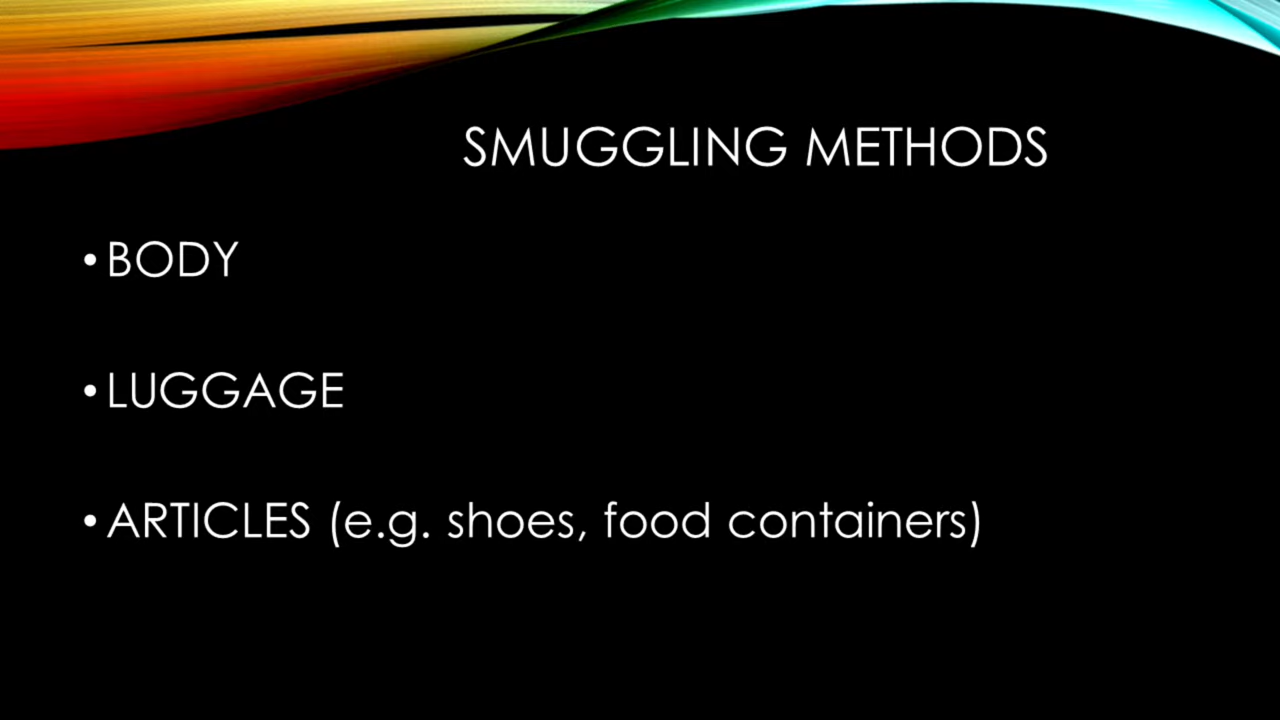 SMUGGLING METHODS
• BODY
• LUGGAGE
• ARTICLES (e.g. shoes, food containers)